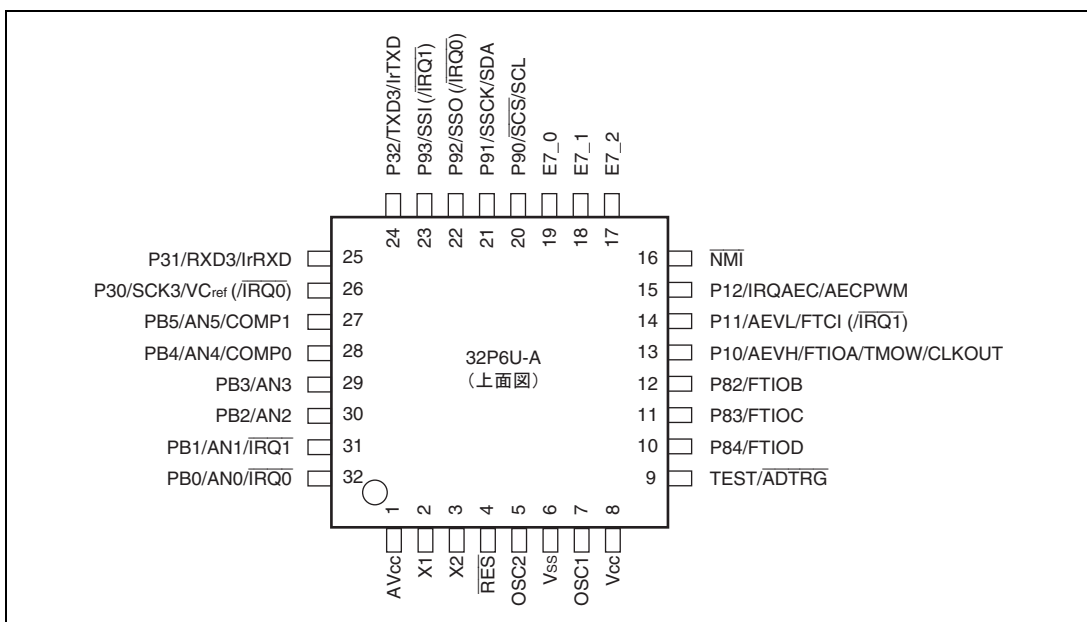 P32/TXD3/IrTXD
P93/SSI (/IRQ1)
P92/SSO (/IRQ0)
P91/SSCK/SDA
P90/SCS/SCL
E7_0
E7_1
E7_2
24
23
22
21
20
19
18
17
P31/RXD3/IrRXD 25
P30/SCK3/VCref (/IRQ0) 26
PB5/AN5/COMP1 27
PB4/AN4/COMP0 28
PB3/AN3 29
PB2/AN2 30
PB1/AN1/IRQ1 31
PB0/AN0/IRQ0 32
32P6U-A
（上面図）
16 NMI
15 P12/IRQAEC/AECPWM
14 P11/AEVL/FTCI (/IRQ1)
13 P10/AEVH/FTIOA/TMOW/CLKOUT
12 P82/FTIOB
11 P83/FTIOC
10 P84/FTIOD
9 TEST/ADTRG
1
2
3
4
5
6
7
8
AVcc
X1
X2
RES
OSC2
Vss
OSC1
Vcc